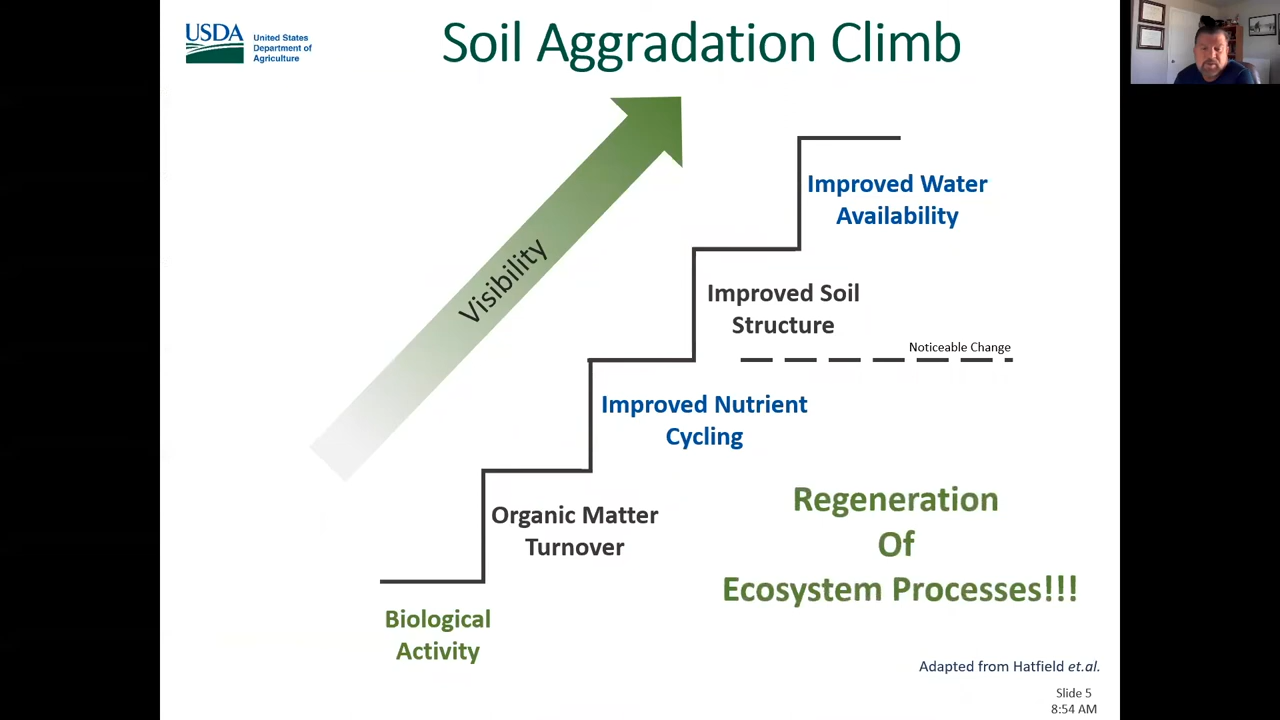 USDA
United States
Department of
Agriculture
Soil Aggradation Climb
Visibility
Improved Water
Availability
Improved Soil
Structure
Noticeable Change
Improved Nutrient
Cycling
Organic Matter
Turnover
Biological
Activity
Regeneration
Of
Ecosystem Processes!!!
Adapted from Hatfield et.al.
Slide 5
8:54 AM